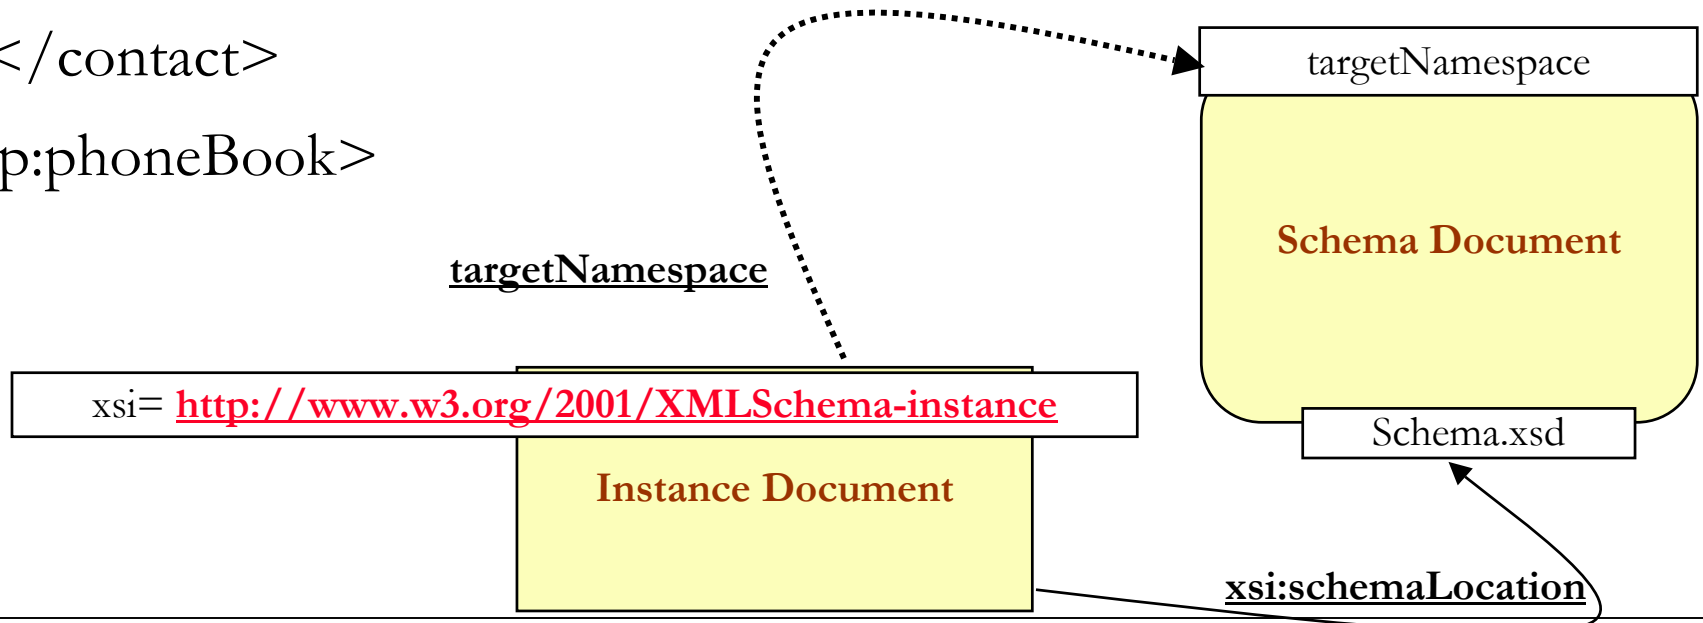 </contact>
p:phoneBook>
targetNamespace
Schema Document
targetNamespace
xsi= http://www.w3.org/2001/XMLSchema-instance
Schema.xsd
Instance Document
xsi:schemaLocation